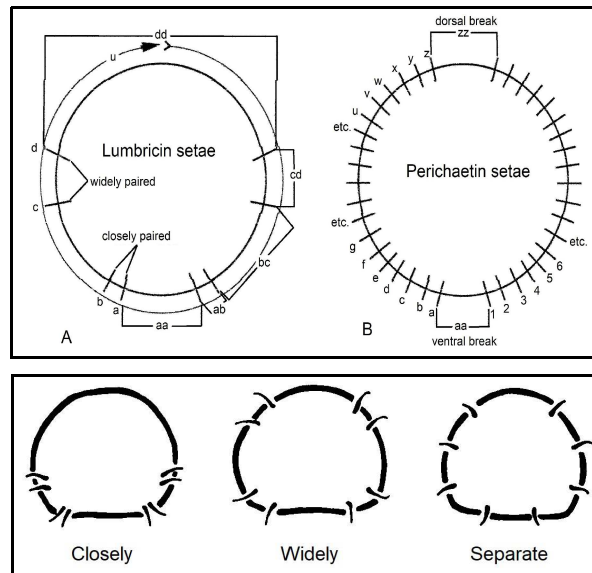 dd
u
d
Lumbricin setae
widely paired
cd
c
closely paired
bc
b
a
ab
aa
A
dorsal break
zz
z
y
x
w
v
u
etc.
Perichaetin setae
etc.
etc.
g
6
f
5
e
4
d
3
c
2
b
1
a
aa
B
ventral break
Closely
Widely
Separate